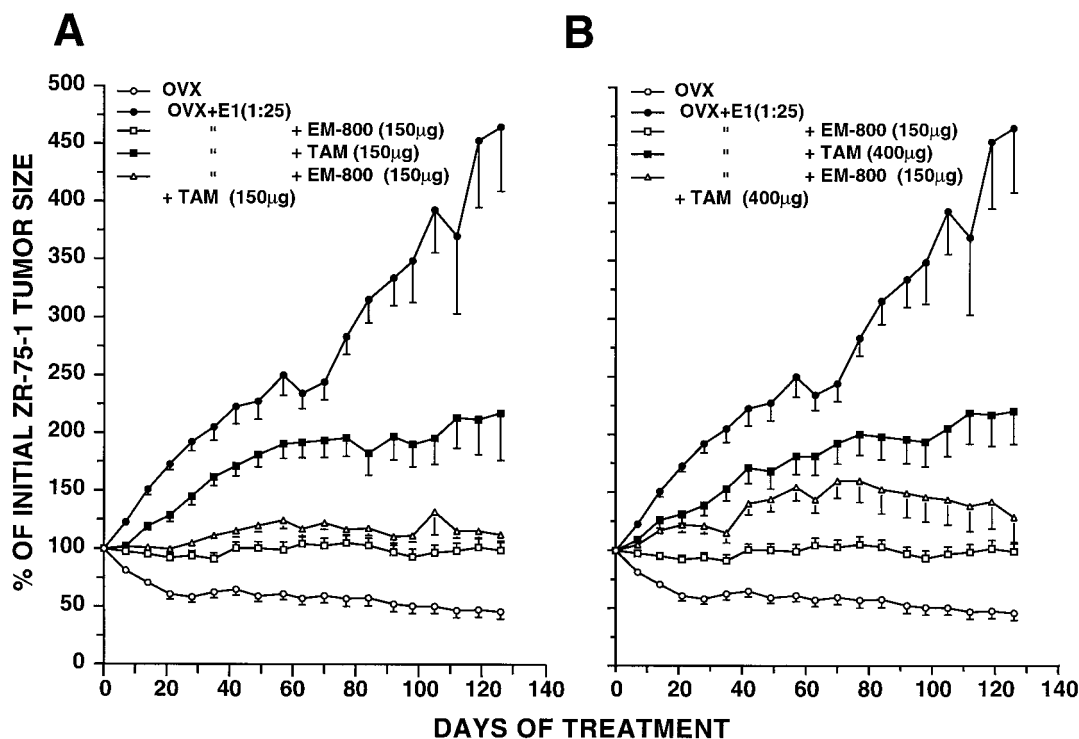 A
B
500
450
400
350
300
250
200
150
100
50
0
% OF INITIAL ZR-75-1 TUMOR SIZE
OVX
OVX+E1(1:25)
" + EM-800 (150µg)
" + TAM (150µg)
" + EM-800 (150µg)
+ TAM (150µg)
OVX
OVX+E1(1:25)
" + EM-800 (150µg)
" + TAM (400µg)
" + EM-800 (150µg)
+ TAM (400µg)
0 20 40 60 80 100 120 140
0 20 40 60 80 100 120 140
DAYS OF TREATMENT